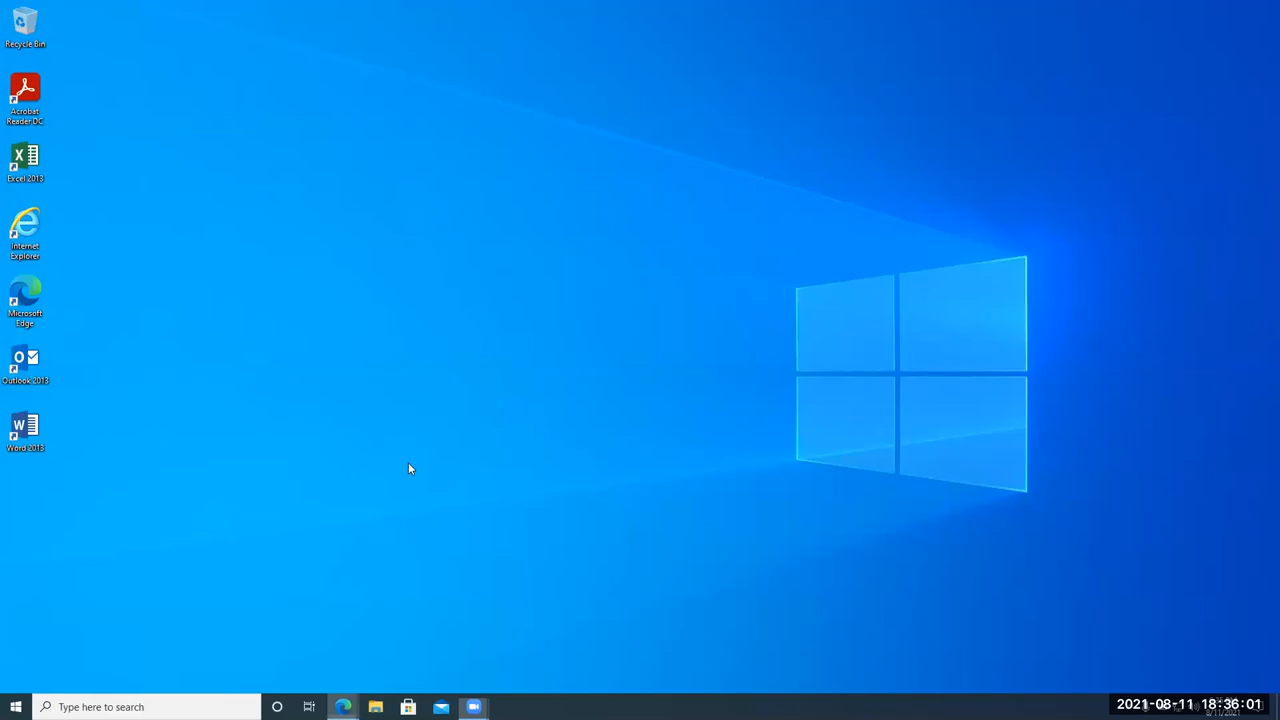 Recycle Bin
Acrobat
Reader DC
Excel 2013
Internet
Explorer
Microsoft
Edge
Outlook 2013
Word 2013
Type here to search
2021-08-11 18:36:01